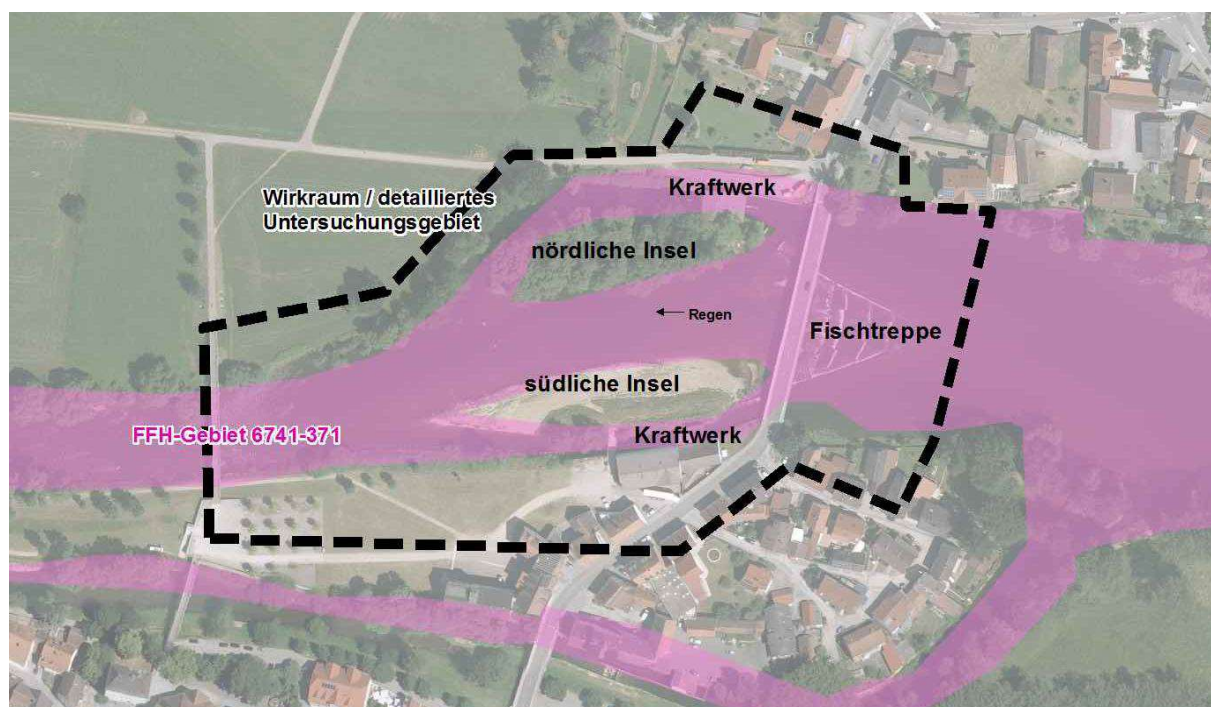 Kraftwerk
Wirkraum / detailliertes
Untersuchungsgebiet
nördliche Insel
Regen
Fischtreppe
südliche Insel
FFH-Gebiet 6741-371
Kraftwerk